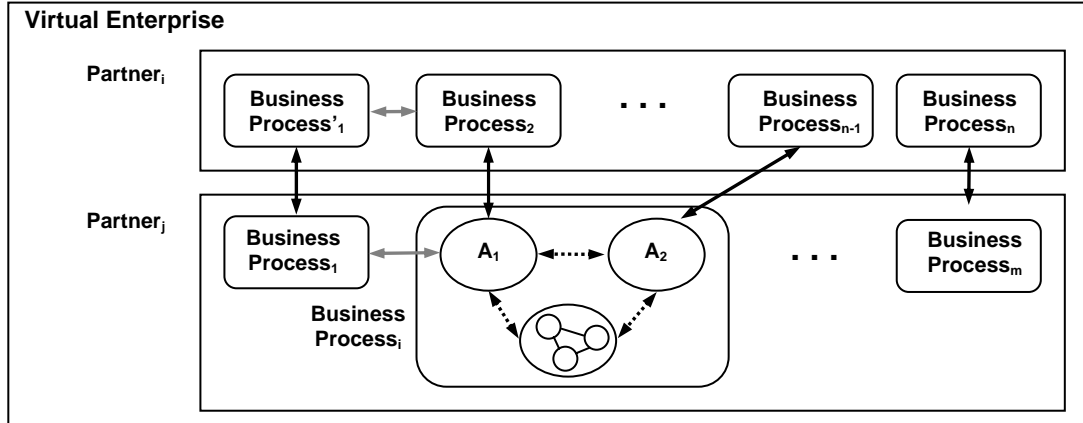 Virtual Enterprise
Partnerᵢ
Business
Process’₁
Business
Process₂
. . .
Business
Processₙ₋₁
Business
Processₙ
Partnerⱼ
Business
Process₁
A₁
A₂
. . .
Business
Processₘ
Business
Processᵢ